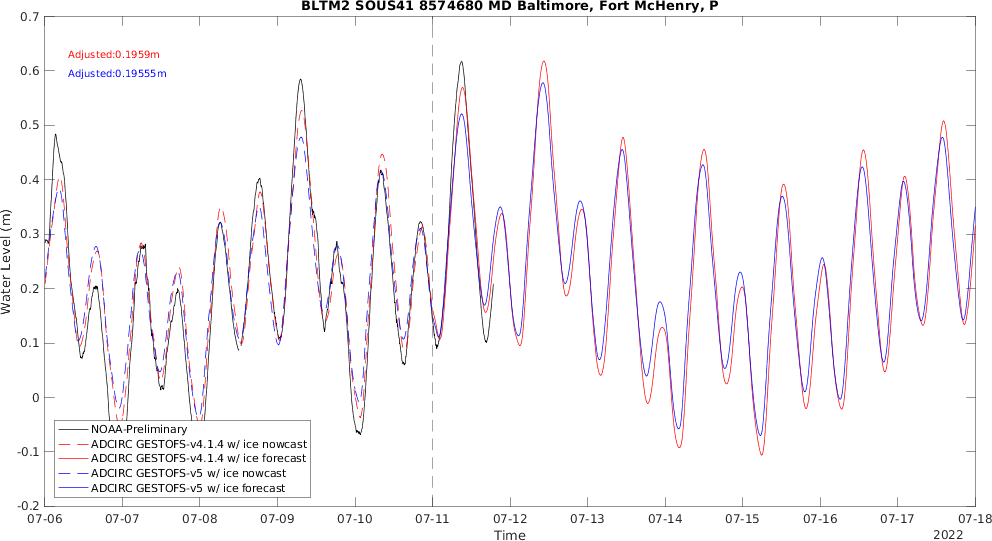 BLTM2 SOUS41 8574680 MD Baltimore, Fort McHenry, P
0.7
0.6
0.5
0.4
0.3
0.2
0.1
0
-0.1
-0.2
Water Level (m)
Adjusted:0.1959m
Adjusted:0.19555m
NOAA-Preliminary
ADCIRC GESTOFS-v4.1.4 w/ ice nowcast
ADCIRC GESTOFS-v4.1.4 w/ ice forecast
ADCIRC GESTOFS-v5 w/ ice nowcast
ADCIRC GESTOFS-v5 w/ ice forecast
07-06 07-07 07-08 07-09 07-10 07-11 07-12 07-13 07-14 07-15 07-16 07-17 07-18
Time
2022